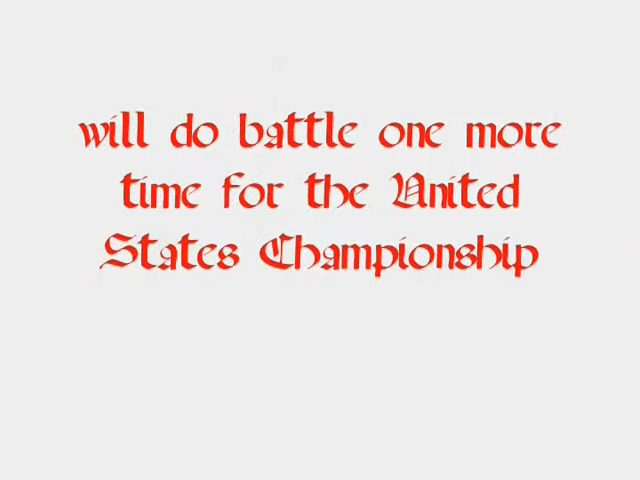 will do battle one more
time for the United
States Championship